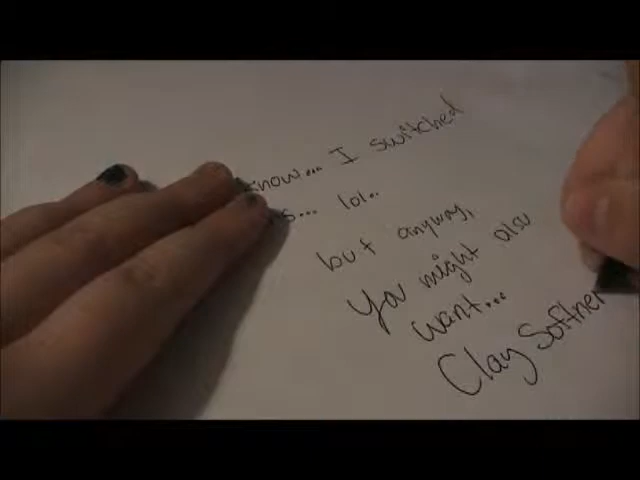 know... I switched
s... lol..
but anyway,
You might also
want...
Clay Softner